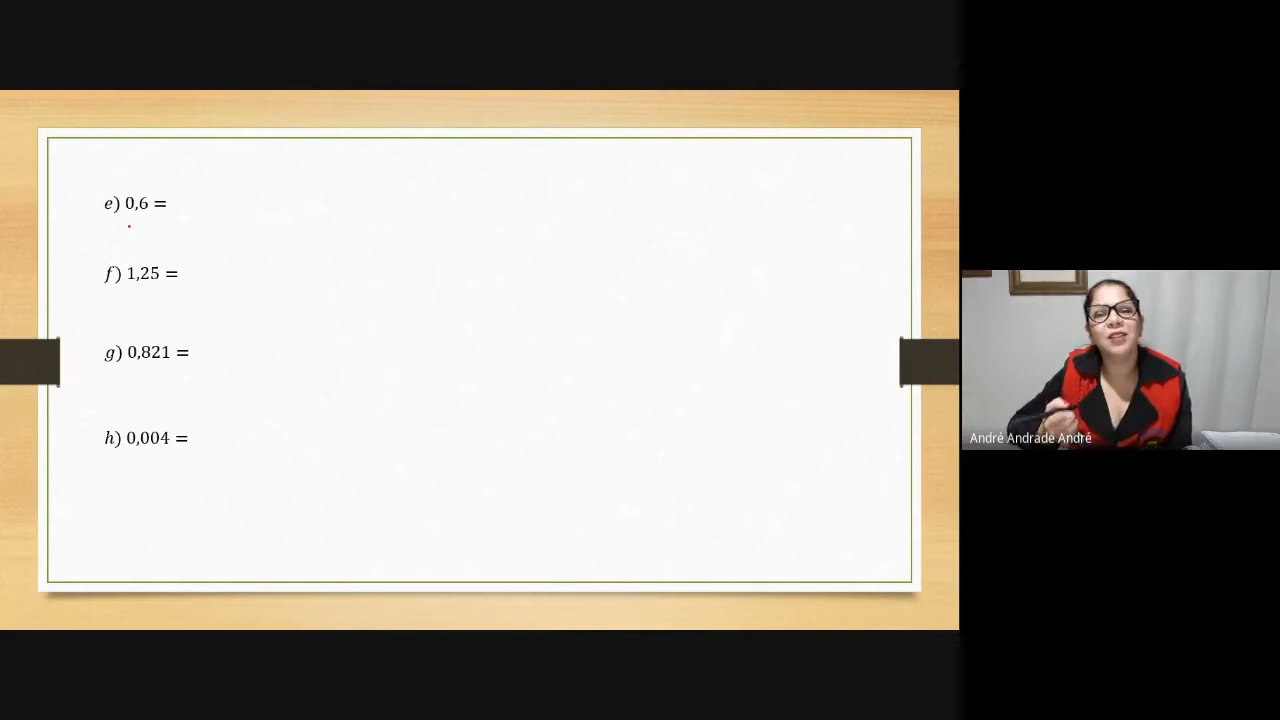 e) 0,6 =
f) 1,25 =
g) 0,821 =
h) 0,004 =
André Andrade André